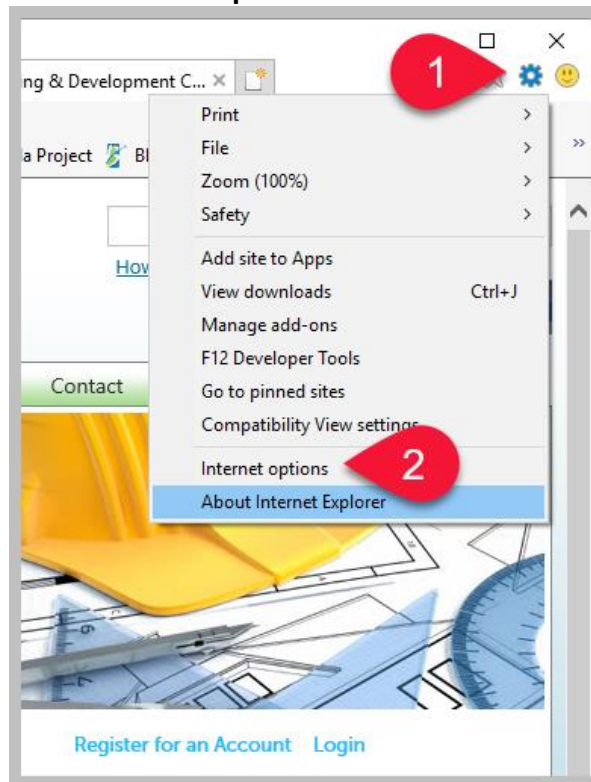 1
ng & Development C...
Print
a Project
File
Zoom (100%)
Safety
How
Add site to Apps
View downloads Ctrl+J
Manage add-ons
F12 Developer Tools
Contact
Go to pinned sites
Compatibility View settings
Internet options
2
About Internet Explorer
Register for an Account Login